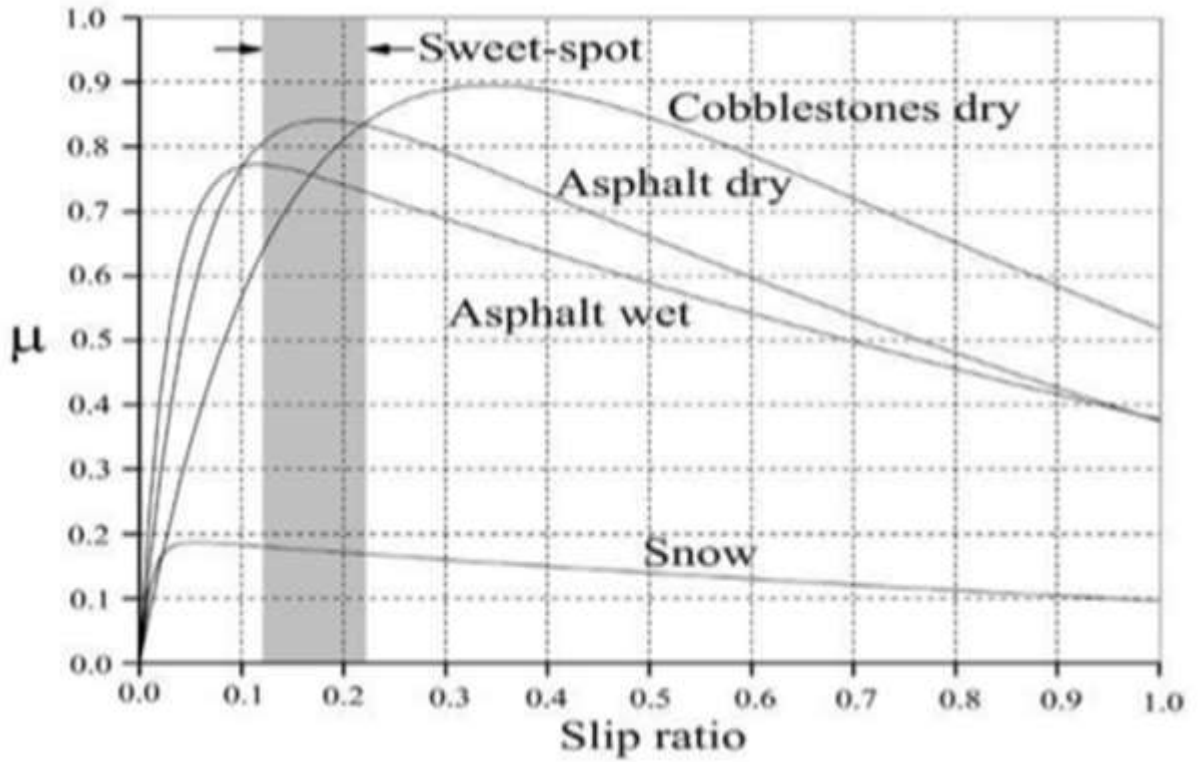 1.0
Sweet-spot
0.9
Cobblestones dry
0.8
Asphalt dry
0.7
0.6
Asphalt wet
μ
0.5
0.4
0.3
0.2
Snow
0.1
0.0
0.0 0.1 0.2 0.3 0.4 0.5 0.6 0.7 0.8 0.9 1.0
Slip ratio